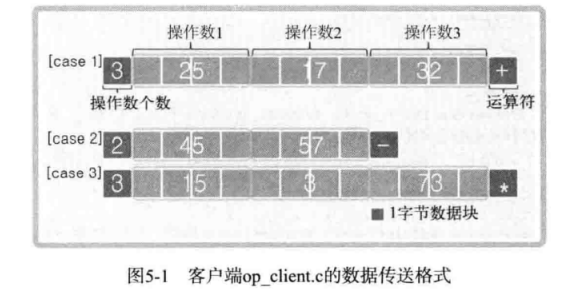 操作数1 操作数2 操作数3
[case 1] 3 25 17 32 +
操作数个数 运算符
[case 2] 2 45 57 -
[case 3] 3 15 3 73 *
1字节数据块
图5-1 客户端op_client.c的数据传送格式